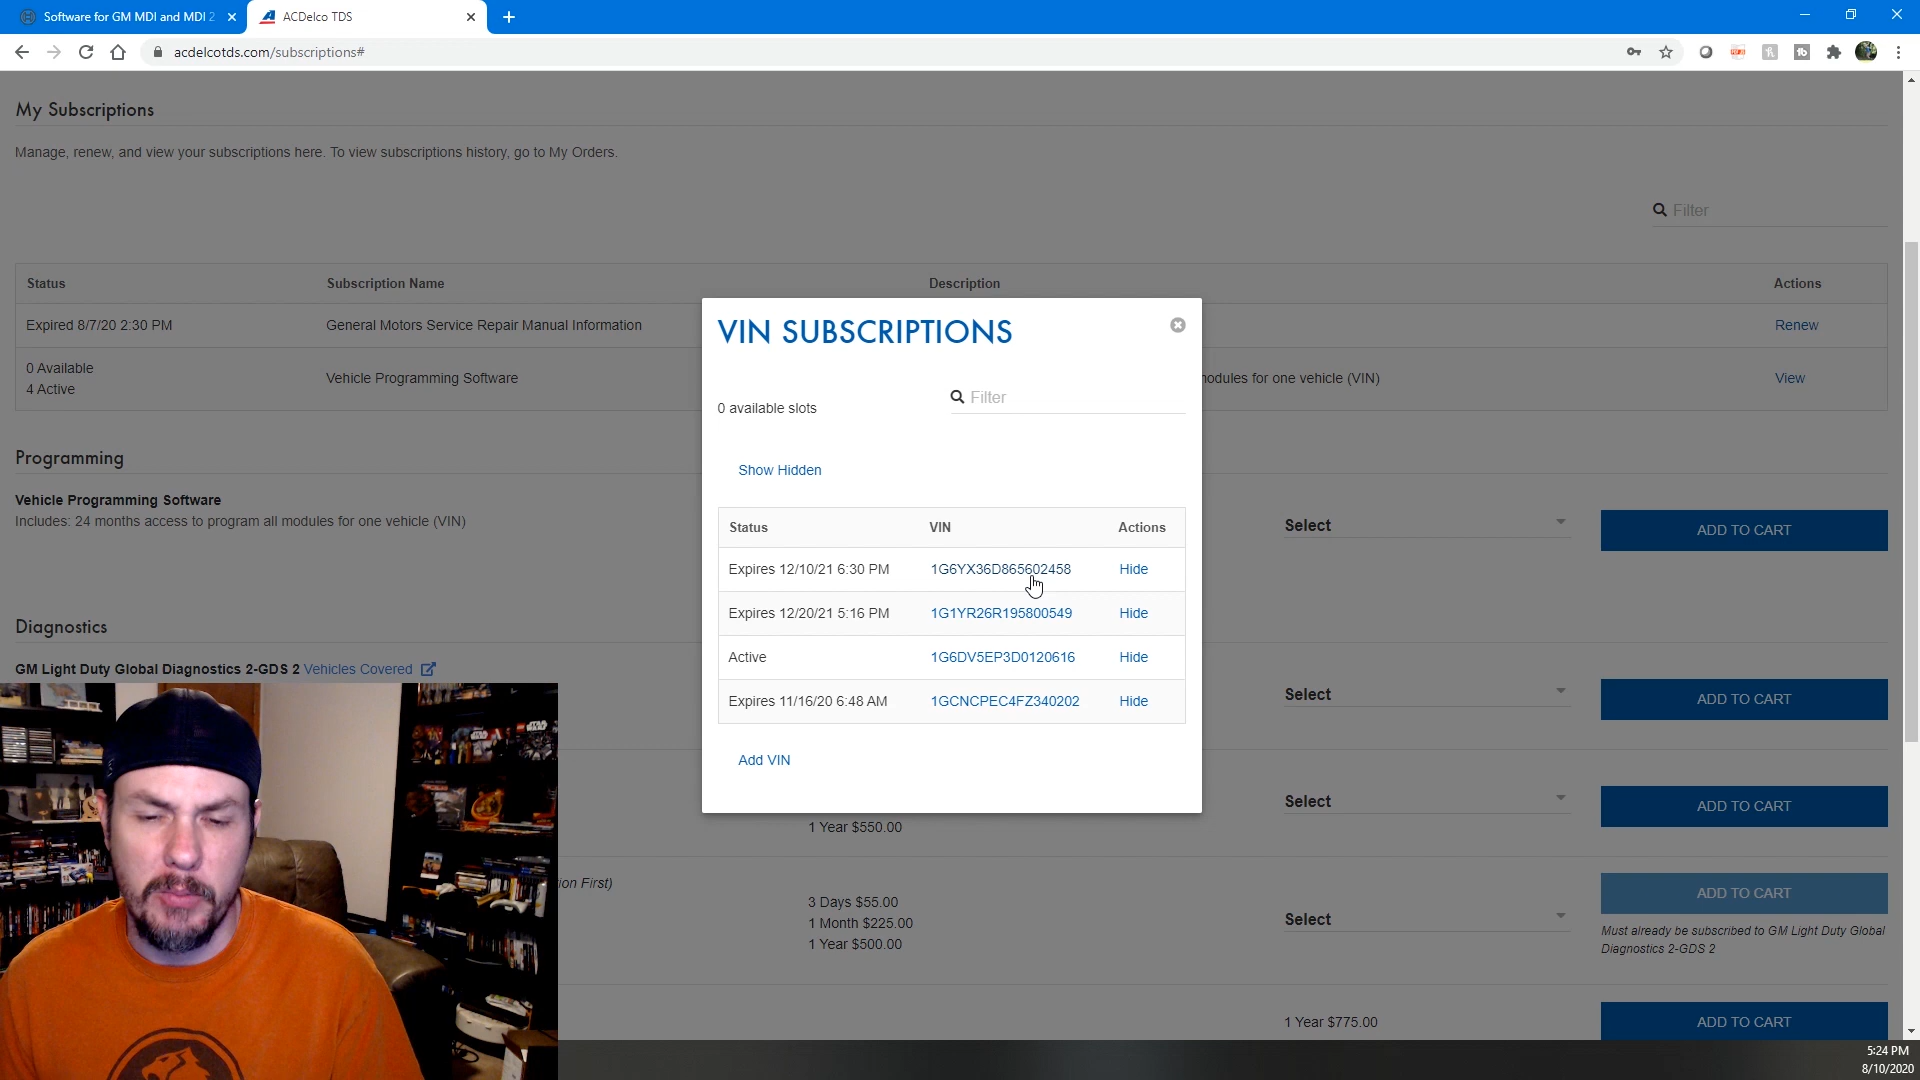 Software for GM MDI and MDI 2
ACDelco TDS
acdelcotds.com/subscriptions#
My Subscriptions
Manage, renew, and view your subscriptions here. To view subscriptions history, go to My Orders.
Filter
Status Subscription Name Description Actions
Expired 8/7/20 2:30 PM General Motors Service Repair Manual Information Renew
0 Available
4 Active
Vehicle Programming Software
modules for one vehicle (VIN)
View
VIN SUBSCRIPTIONS
0 available slots
Filter
Show Hidden
Status VIN Actions
Expires 12/10/21 6:30 PM 1G6YX36D865602458 Hide
Expires 12/20/21 5:16 PM 1G1YR26R195800549 Hide
Active 1G6DV5EP3D0120616 Hide
Expires 11/16/20 6:48 AM 1GCNCPEC4FZ340202 Hide
Add VIN
Programming
Vehicle Programming Software
Includes: 24 months access to program all modules for one vehicle (VIN)
Select
ADD TO CART
Diagnostics
GM Light Duty Global Diagnostics 2-GDS 2 Vehicles Covered
Select
ADD TO CART
1 Year $550.00
Select
ADD TO CART
ion First)
3 Days $55.00
1 Month $225.00
1 Year $500.00
Select
ADD TO CART
Must already be subscribed to GM Light Duty Global
Diagnostics 2-GDS 2
1 Year $775.00
ADD TO CART
5:24 PM
8/10/2020